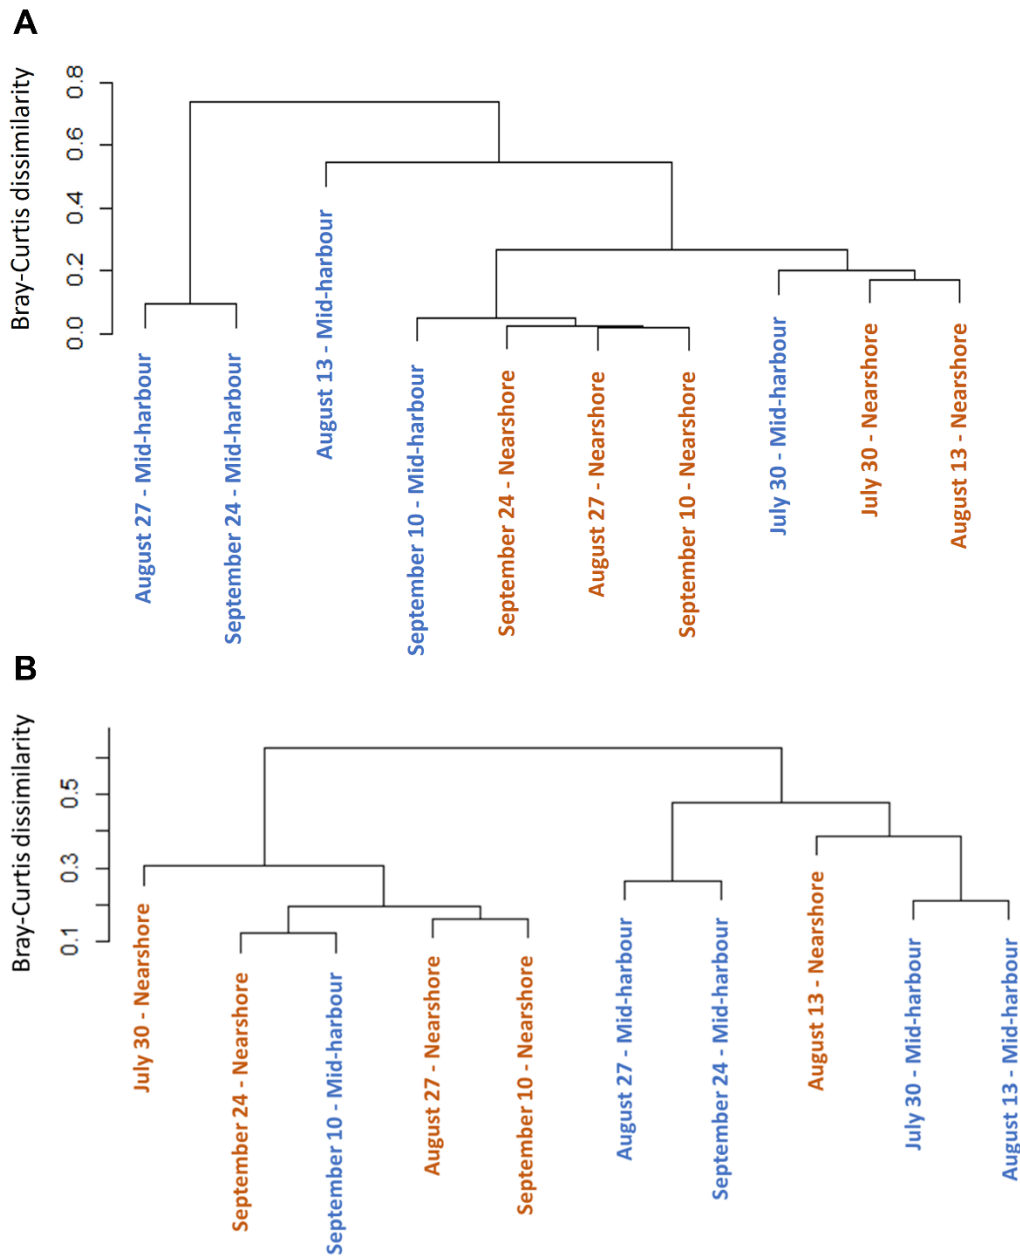 A
Bray-Curtis dissimilarity
0.8
0.6
0.4
0.2
0.0
August 27 - Mid-harbour
September 24 - Mid-harbour
August 13 - Mid-harbour
September 10 - Mid-harbour
September 24 - Nearshore
August 27 - Nearshore
September 10 - Nearshore
July 30 - Mid-harbour
July 30 - Nearshore
August 13 - Nearshore
B
Bray-Curtis dissimilarity
0.5
0.3
0.1
July 30 - Nearshore
September 24 - Nearshore
September 10 - Mid-harbour
August 27 - Nearshore
September 10 - Nearshore
August 27 - Mid-harbour
September 24 - Mid-harbour
August 13 - Nearshore
July 30 - Mid-harbour
August 13 - Mid-harbour